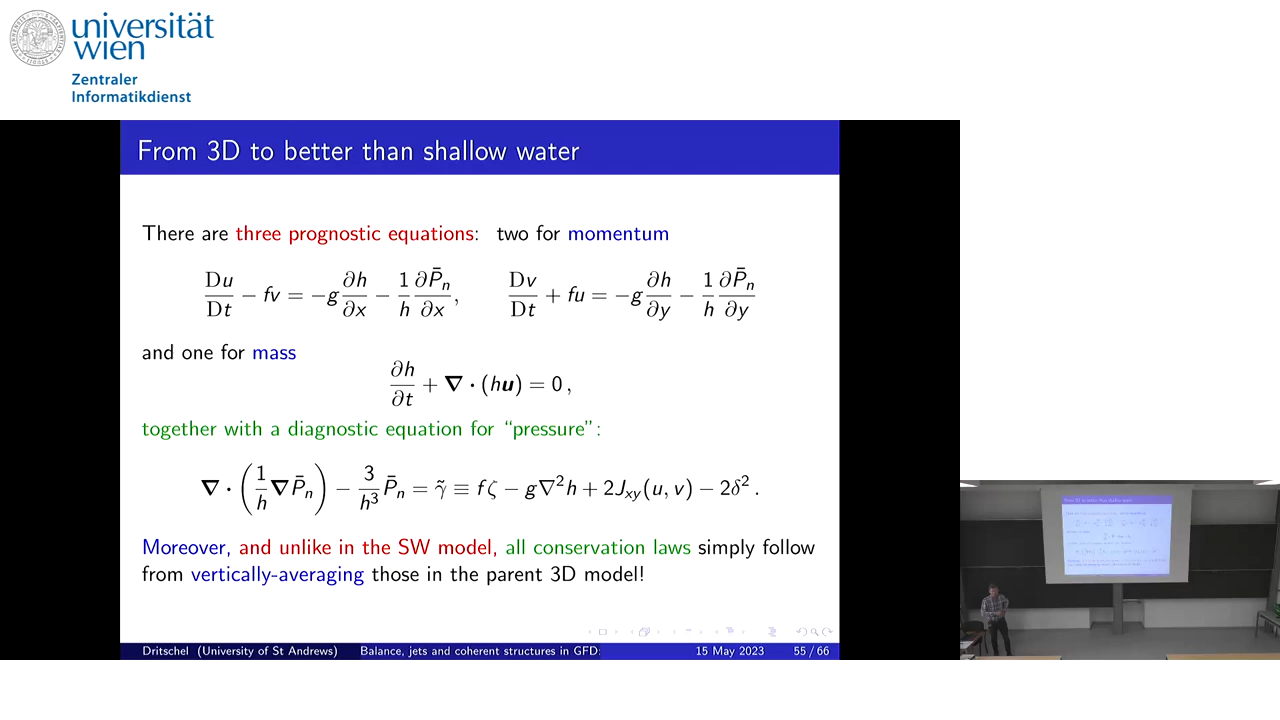 universität
wien
Zentraler
Informatikdienst
From 3D to better than shallow water
There are three prognostic equations: two for momentum
Du/Dt − fv = −g ∂h/∂x − 1/h ∂P̄ₙ/∂x, Dv/Dt + fu = −g ∂h/∂y − 1/h ∂P̄ₙ/∂y
and one for mass
∂h/∂t + ∇ · (hu) = 0 ,
together with a diagnostic equation for “pressure”:
∇ · (1/h ∇P̄ₙ) − 3/h³ P̄ₙ = γ̃ ≡ fζ − g∇²h + 2Jₓᵧ(u, v) − 2δ² .
Moreover, and unlike in the SW model, all conservation laws simply follow
from vertically-averaging those in the parent 3D model!
Dritschel (University of St Andrews) Balance, jets and coherent structures in GFD: 15 May 2023 55 / 66